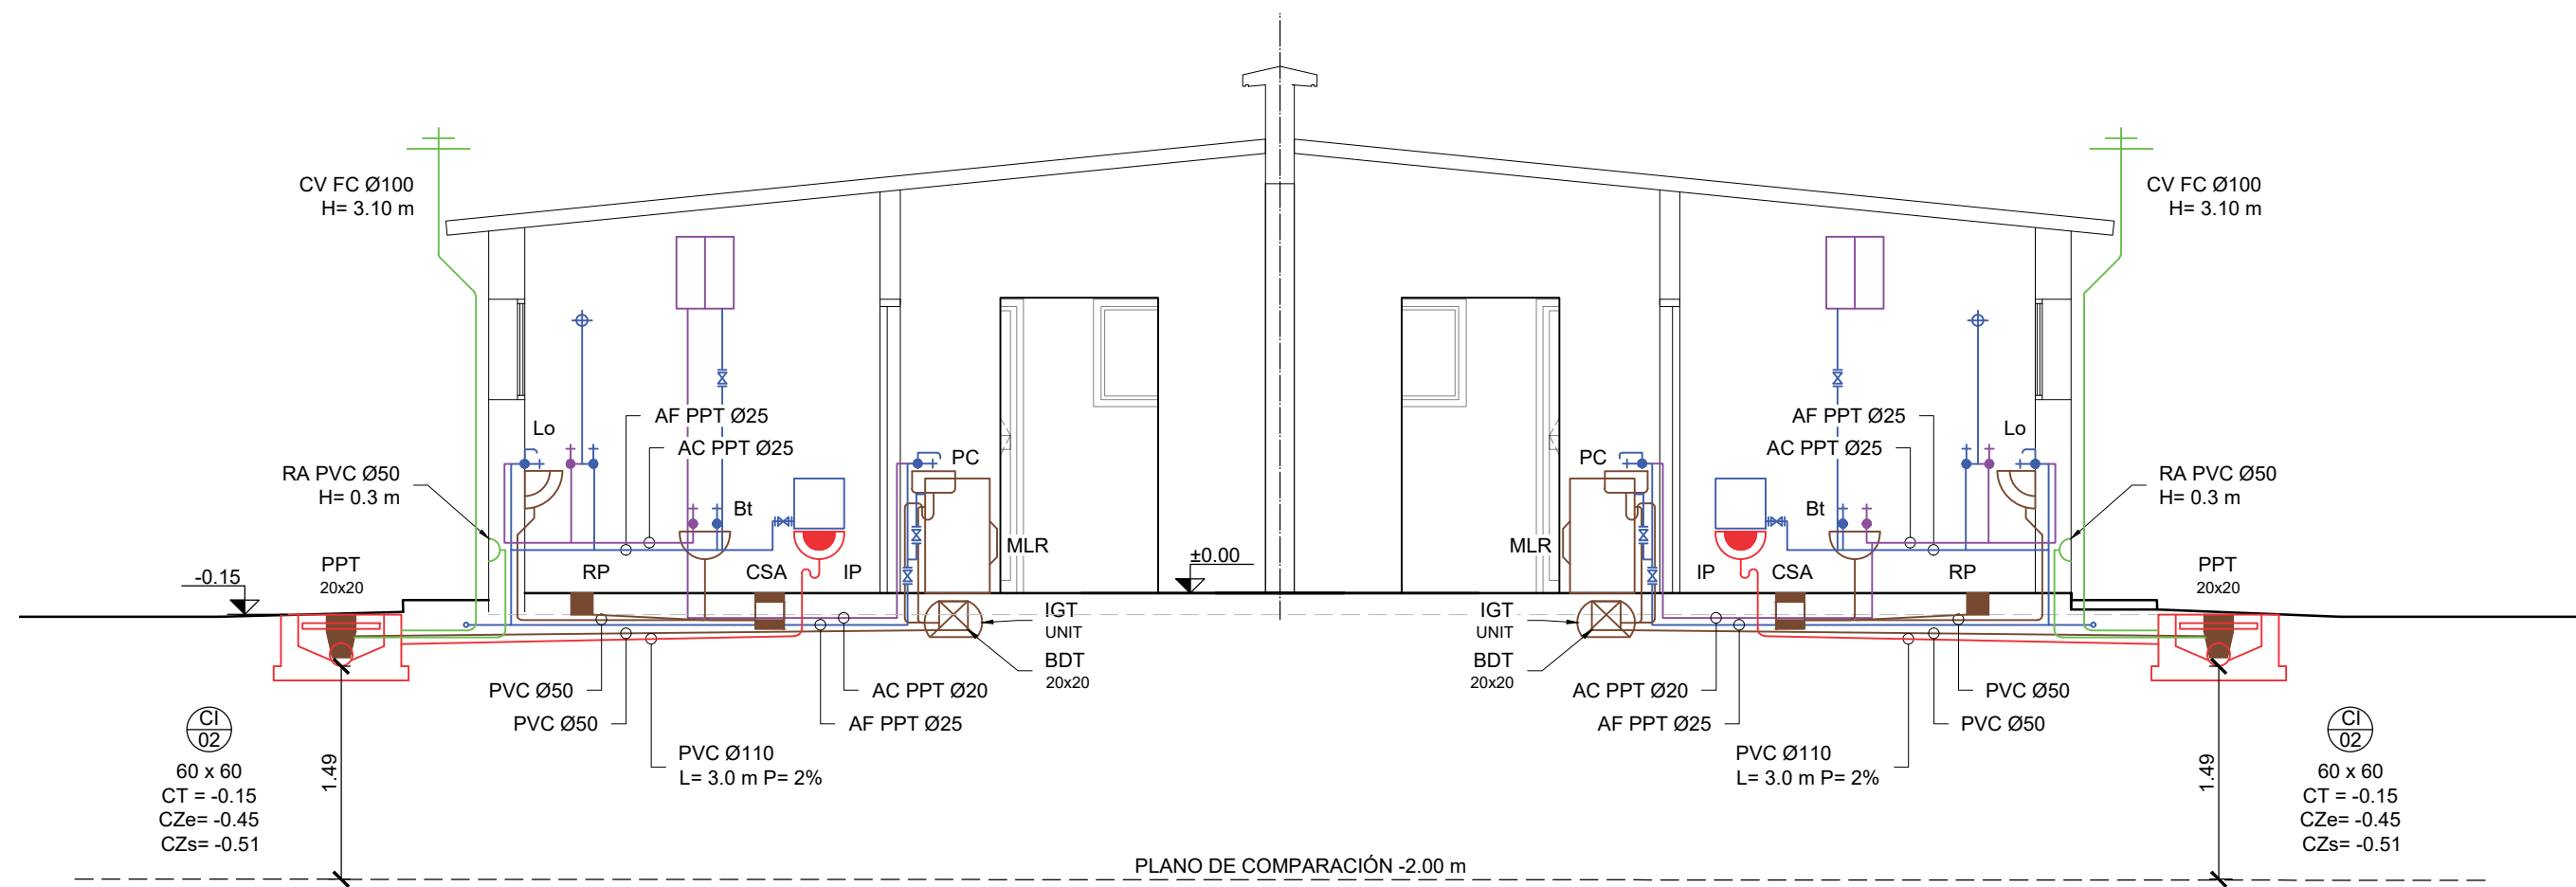 CV FC Ø100
H= 3.10 m
CV FC Ø100
H= 3.10 m
AF PPT Ø25
AC PPT Ø25
AF PPT Ø25
AC PPT Ø25
Lo
Lo
RA PVC Ø50
H= 0.3 m
PC
PC
RA PVC Ø50
H= 0.3 m
Bt
Bt
MLR
MLR
-0.15
PPT
20x20
RP
CSA
IP
±0.00
IP
CSA
RP
PPT
20x20
IGT
UNIT
IGT
UNIT
BDT
20x20
BDT
20x20
PVC Ø50
AC PPT Ø20
AC PPT Ø20
PVC Ø50
PVC Ø50
AF PPT Ø25
AF PPT Ø25
PVC Ø50
PVC Ø110
L= 3.0 m P= 2%
PVC Ø110
L= 3.0 m P= 2%
CI
02
60 x 60
CT = -0.15
CZe= -0.45
CZs= -0.51
1.49
1.49
CI
02
60 x 60
CT = -0.15
CZe= -0.45
CZs= -0.51
PLANO DE COMPARACIÓN -2.00 m